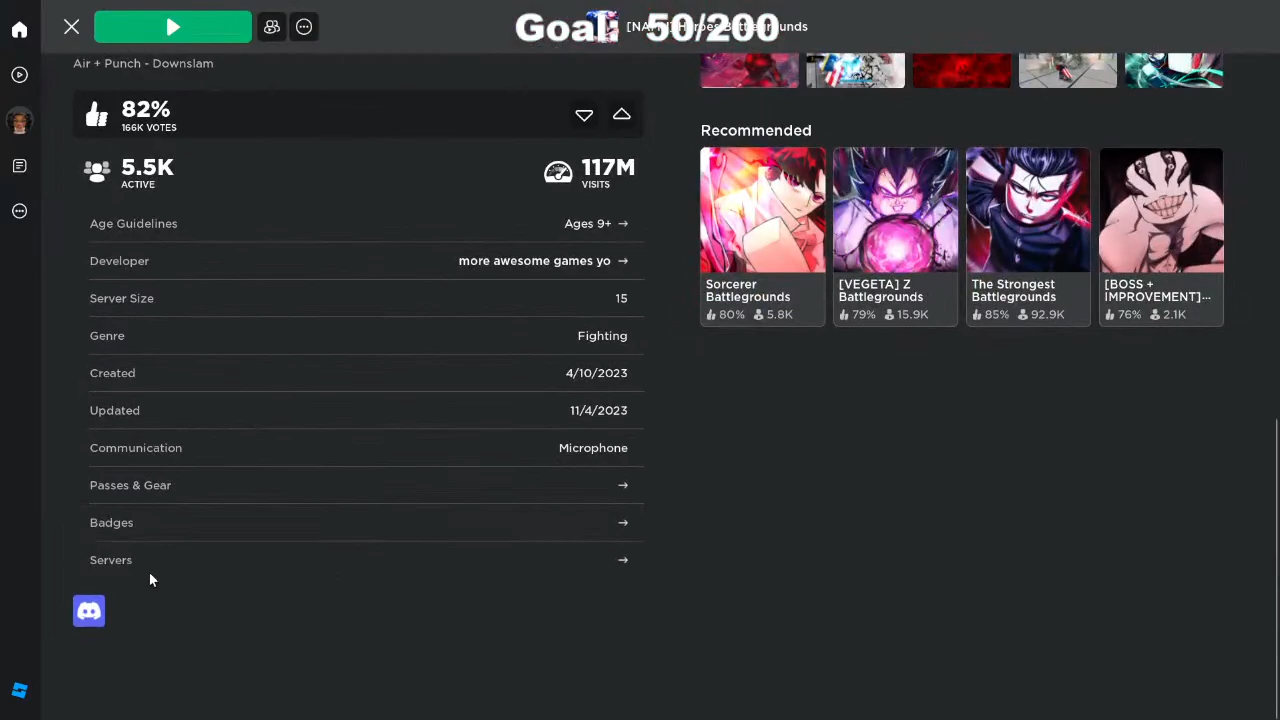 Goal: 50/200
Heroes Battlegrounds
Air + Punch - Downslam
82%
166K VOTES
5.5K
ACTIVE
117M
VISITS
Age Guidelines
Ages 9+ →
Developer
more awesome games yo →
Server Size
15
Genre
Fighting
Created
4/10/2023
Updated
11/4/2023
Communication
Microphone
Passes & Gear
→
Badges
→
Servers
→
Recommended
Sorcerer
Battlegrounds
80% 5.8K
[VEGETA] Z
Battlegrounds
79% 15.9K
The Strongest
Battlegrounds
85% 92.9K
[BOSS +
IMPROVEMENT]...
76% 2.1K